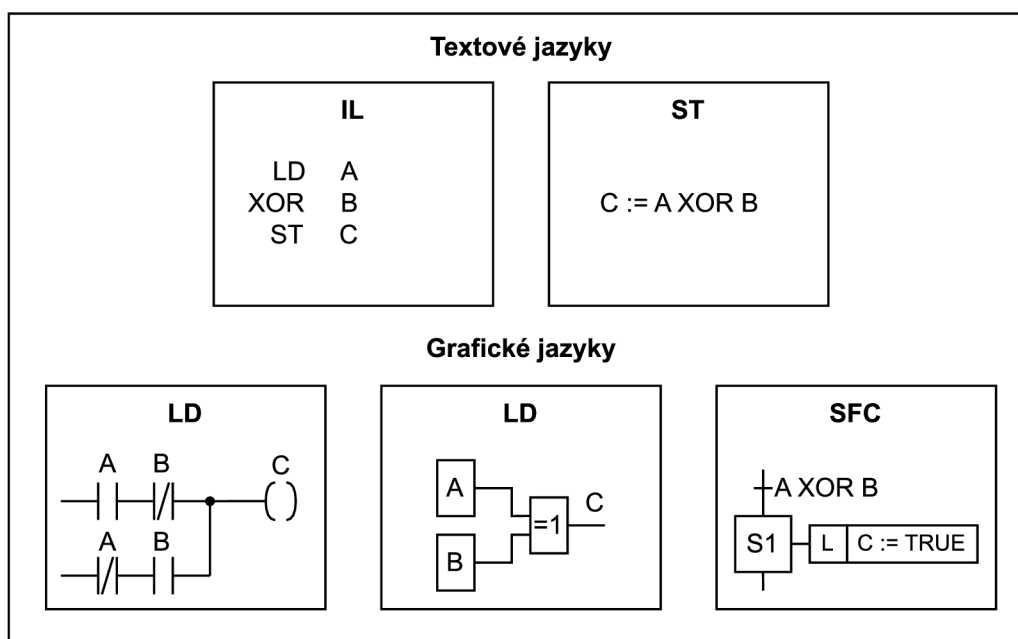 Textové jazyky
IL
LD A
XOR B
ST C
ST
C := A XOR B
Grafické jazyky
LD
A B C
A B
LD
A
B
=1
C
SFC
A XOR B
S1 L C := TRUE